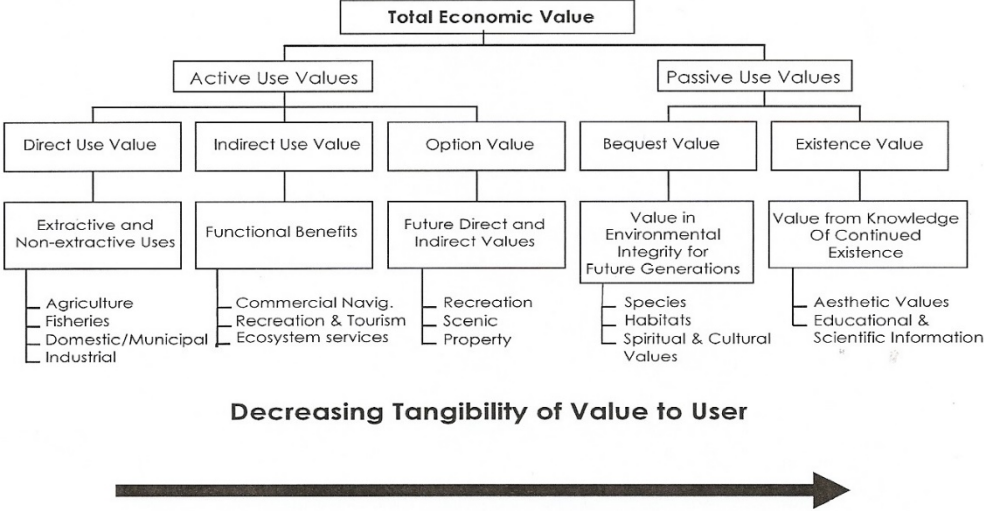 Total Economic Value
Active Use Values
Passive Use Values
Direct Use Value
Indirect Use Value
Option Value
Bequest Value
Existence Value
Extractive and
Non-extractive Uses
Functional Benefits
Future Direct and
Indirect Values
Value in
Environmental
Integrity for
Future Generations
Value from Knowledge
Of Continued
Existence
Agriculture
Fisheries
Domestic/Municipal
Industrial
Commercial Navig.
Recreation & Tourism
Ecosystem services
Recreation
Scenic
Property
Species
Habitats
Spiritual & Cultural
Values
Aesthetic Values
Educational &
Scientific Information
Decreasing Tangibility of Value to User